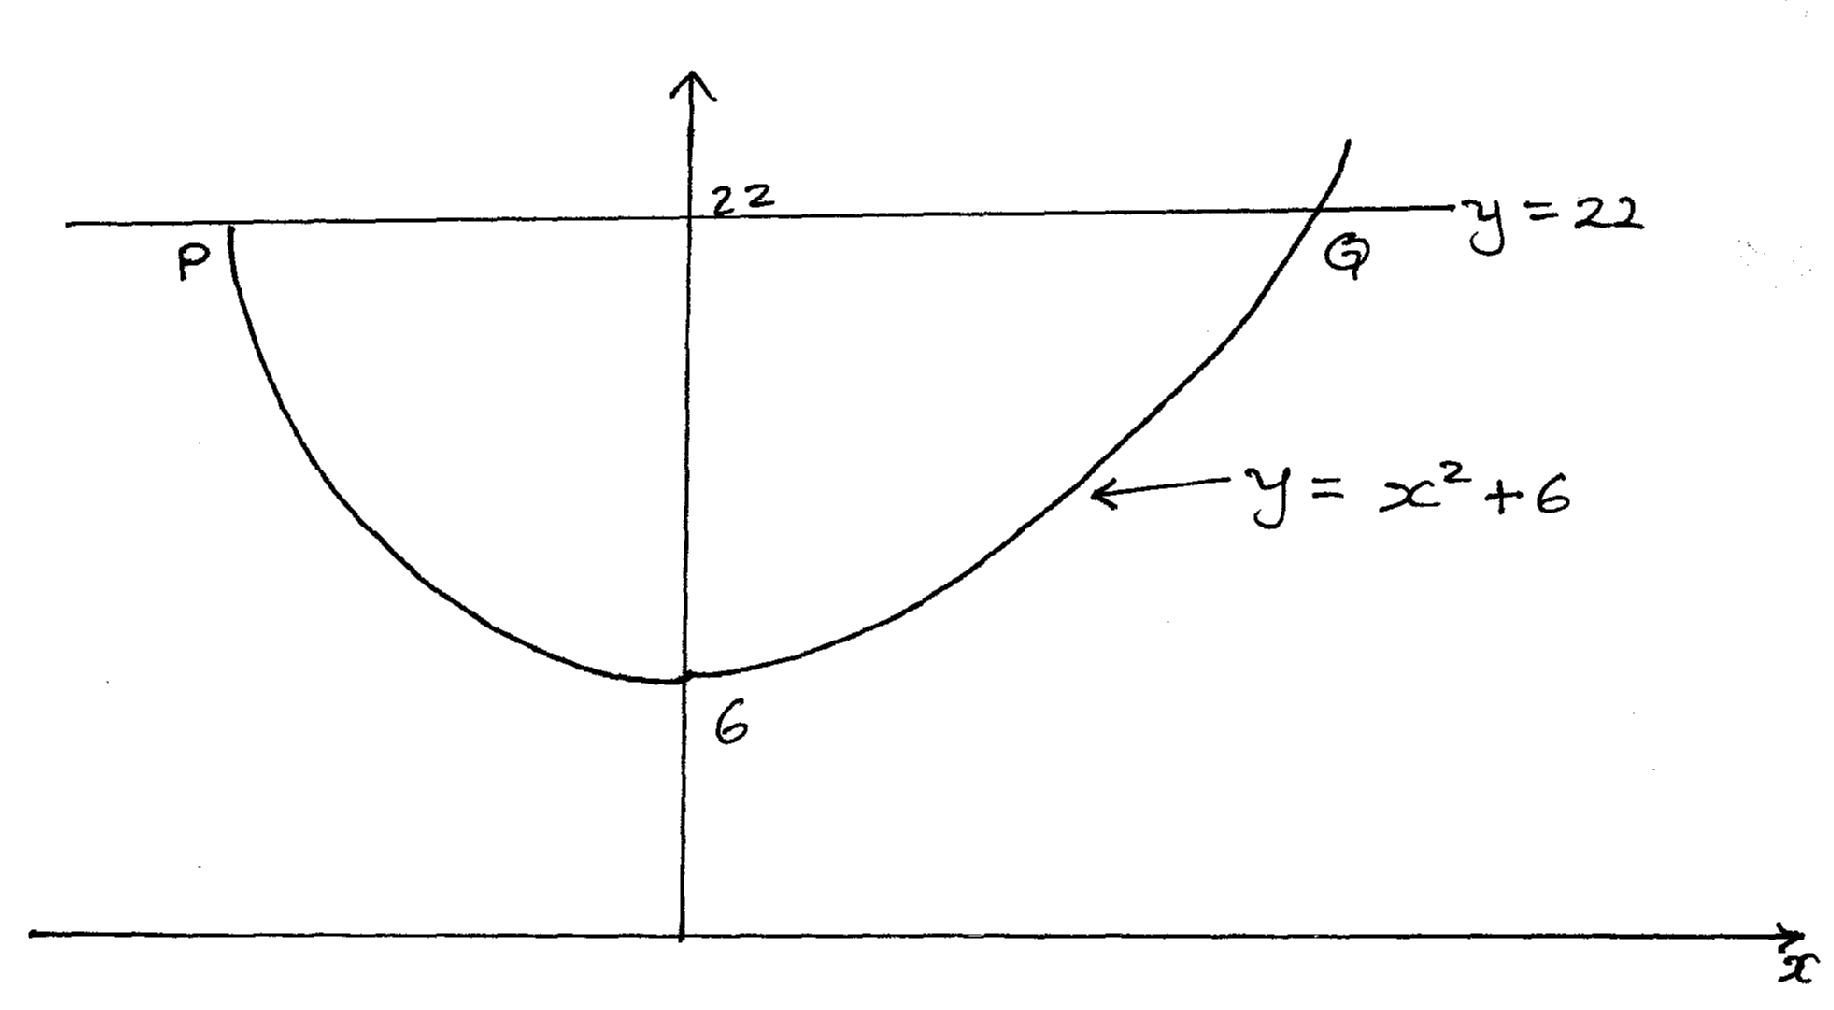 22
y = 22
P
Q
y = x² + 6
6
x